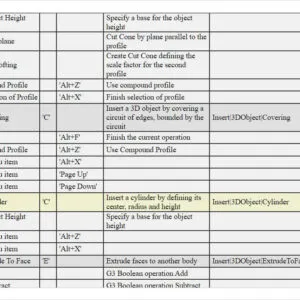 t Height Specify a base for the object
height
plane Cut Cone by plane parallel to the
profile
ofting Create Cut Cone defining the
scale factor for the second
profile
nd Profile 'Alt+Z' Use compound profile
on of Profile 'Alt+X' Finish selection of profile
ing 'C' Insert a 3D object by covering a
circuit of edges, bounded by the
circuit Insert|3DObject|Covering
'Alt+F' Finish the current operation
nd Profile 'Alt+Z' Use Compound Profile
u item 'Alt+X'
u item 'Page Up'
u item 'Page Down'
der 'C' Insert a cylinder by defining its
center, radius and height Insert|3DObject|Cylinder
t Height Specify a base for the object
height
u item 'Alt+Z'
u item 'Alt+X'
de To Face 'E' Extrude faces to another body Insert|3DObject|ExtrudeToF
G3 Boolean operation Add
G3 Boolean operation Subtract